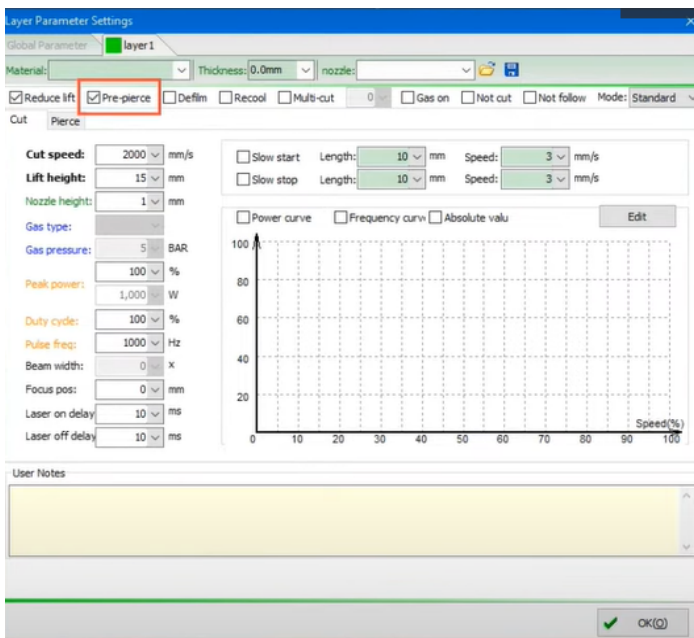 Layer Parameter Settings
Global Parameter layer1
Material: Thickness: 0.0mm nozzle:
Reduce lift Pre-pierce Defilm Recool Multi-cut 0 Gas on Not cut Not follow Mode: Standard
Cut Pierce
Cut speed: 2000 mm/s Slow start Length: 10 mm Speed: 3 mm/s
Lift height: 15 mm Slow stop Length: 10 mm Speed: 3 mm/s
Nozzle height: 1 mm
Power curve Frequency curv Absolute valu Edit
Gas type:
Gas pressure: 5 BAR
Peak power: 100 %
1,000 W
Duty cycle: 100 %
Pulse freq: 1000 Hz
Beam width: 0 x
Focus pos: 0 mm
Laser on delay 10 ms
Laser off delay 10 ms
100
80
60
40
20
Speed(%)
0 10 20 30 40 50 60 70 80 90 100
User Notes
OK(O)